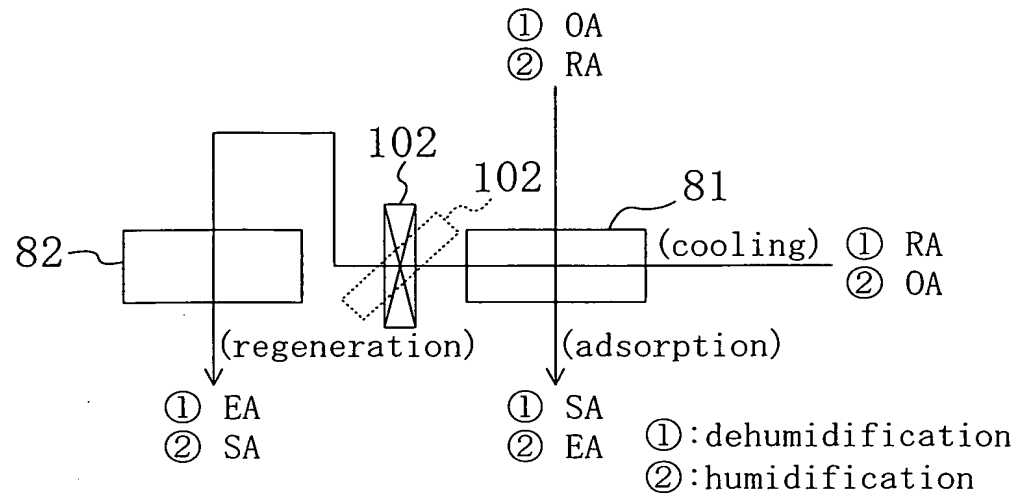 ① OA
② RA
102
102
81
82
(cooling)
① RA
② OA
(regeneration)
(adsorption)
① EA
② SA
① SA
② EA
①:dehumidification
②:humidification